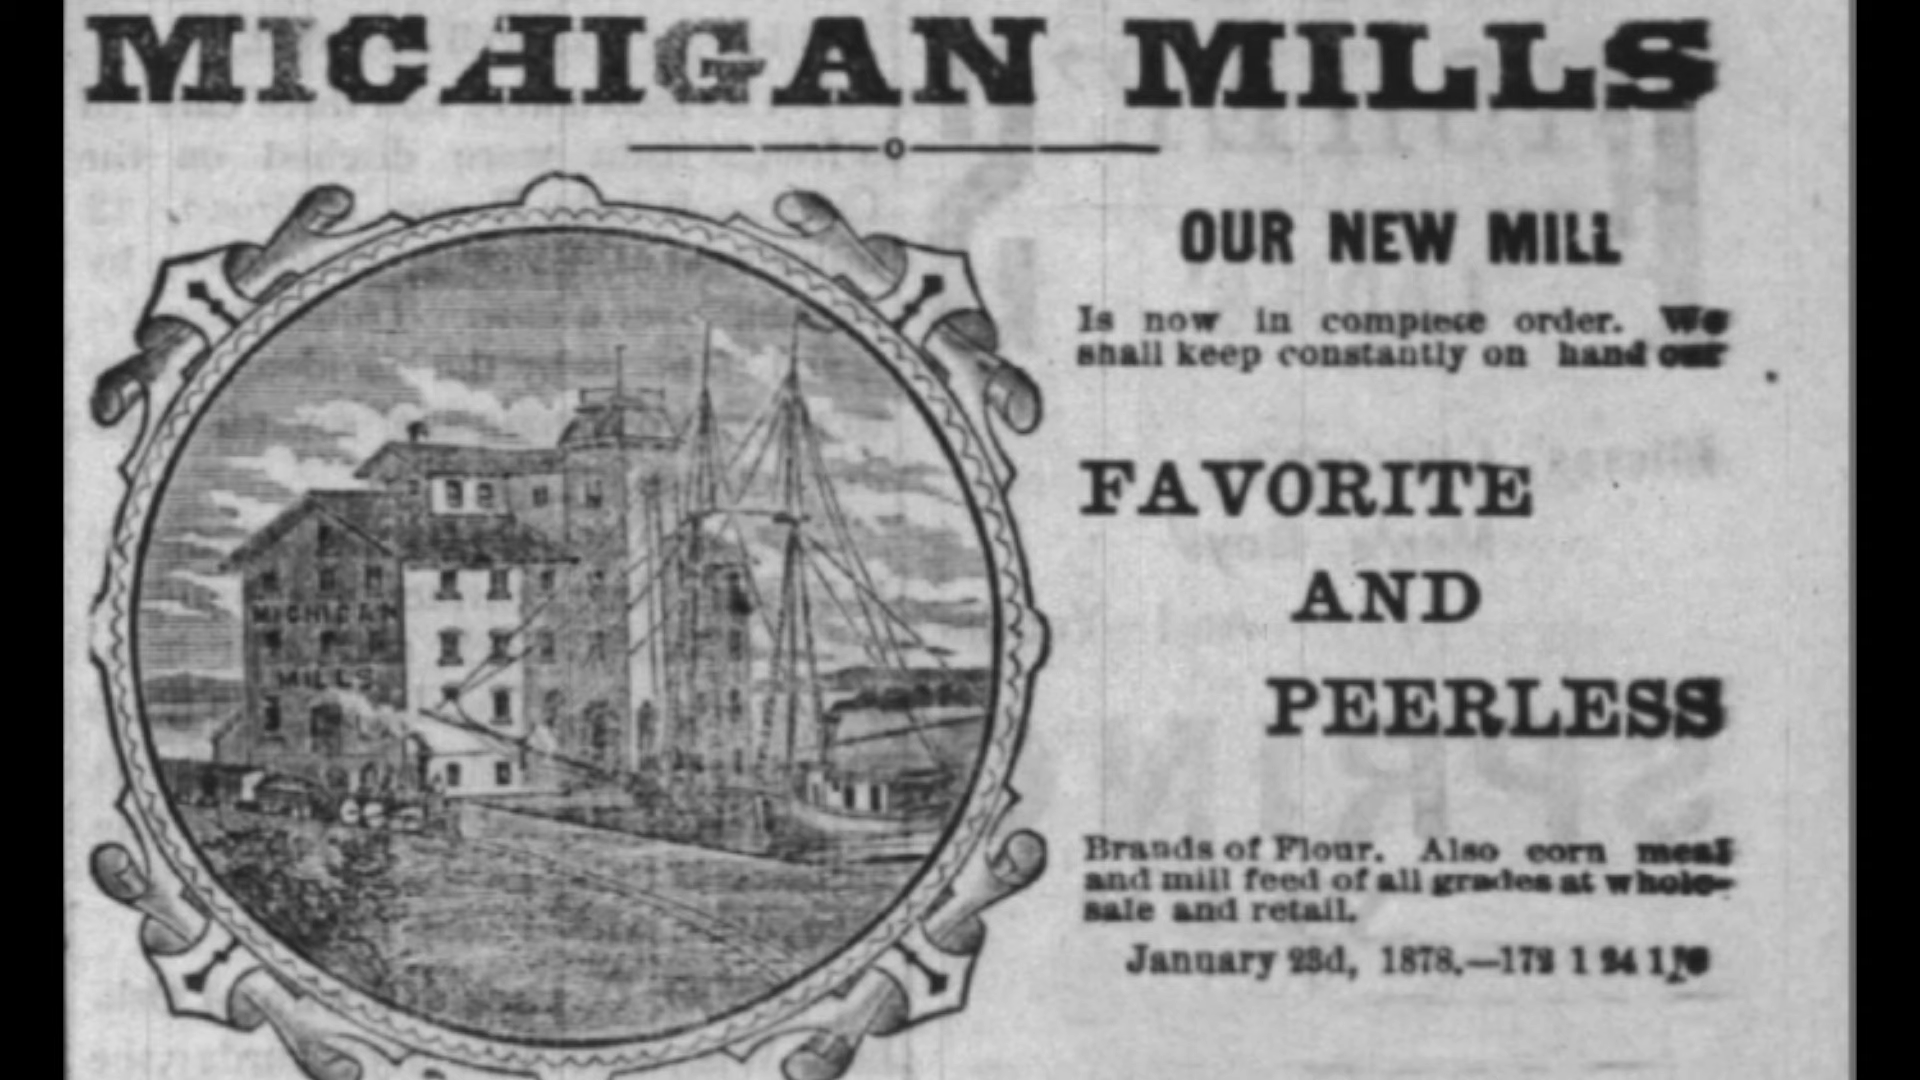 MICHIGAN MILLS
OUR NEW MILL
Is now in complete order. We
shall keep constantly on hand our
FAVORITE
AND
PEERLESS
Brands of Flour. Also corn meal
and mill feed of all grades at whole-
sale and retail.
January 23d, 1878.—172 1
MICHIGAN
MILLS